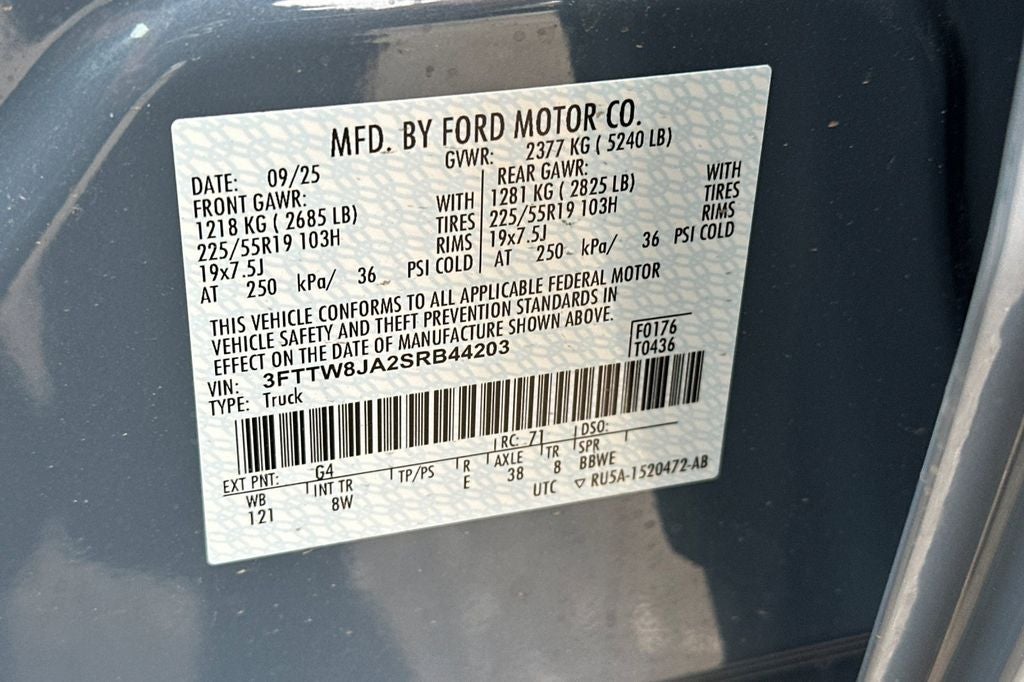 MFD. BY FORD MOTOR CO.
DATE: 09/25 GVWR: 2377 KG ( 5240 LB)
FRONT GAWR: REAR GAWR:
1218 KG ( 2685 LB) WITH 1281 KG ( 2825 LB) WITH
225/55R19 103H TIRES 225/55R19 103H TIRES
19x7.5J RIMS 19x7.5J RIMS
AT 250 kPa/ 36 PSI COLD AT 250 kPa/ 36 PSI COLD
THIS VEHICLE CONFORMS TO ALL APPLICABLE FEDERAL MOTOR
VEHICLE SAFETY AND THEFT PREVENTION STANDARDS IN
EFFECT ON THE DATE OF MANUFACTURE SHOWN ABOVE.
F0176
T0436
VIN: 3FTTW8JA2SRB44203
TYPE: Truck
EXT PNT: G4 RC: 71 DSO:
WB INT TR TP/PS R AXLE TR SPR
121 8W E 38 8 BBWE
UTC ▽ RU5A-1520472-AB